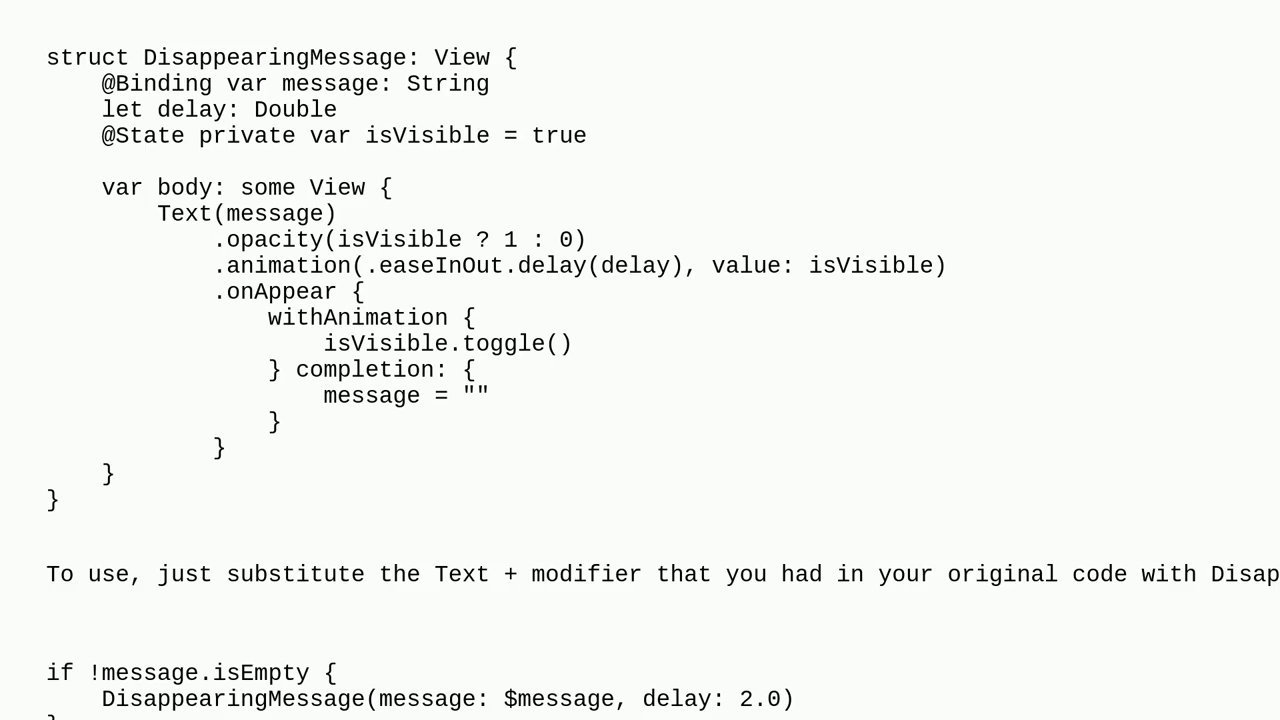 struct DisappearingMessage: View {
    @Binding var message: String
    let delay: Double
    @State private var isVisible = true

    var body: some View {
        Text(message)
            .opacity(isVisible ? 1 : 0)
            .animation(.easeInOut.delay(delay), value: isVisible)
            .onAppear {
                withAnimation {
                    isVisible.toggle()
                } completion: {
                    message = ""
                }
            }
    }
}

To use, just substitute the Text + modifier that you had in your original code with Disap

if !message.isEmpty {
    DisappearingMessage(message: $message, delay: 2.0)
}